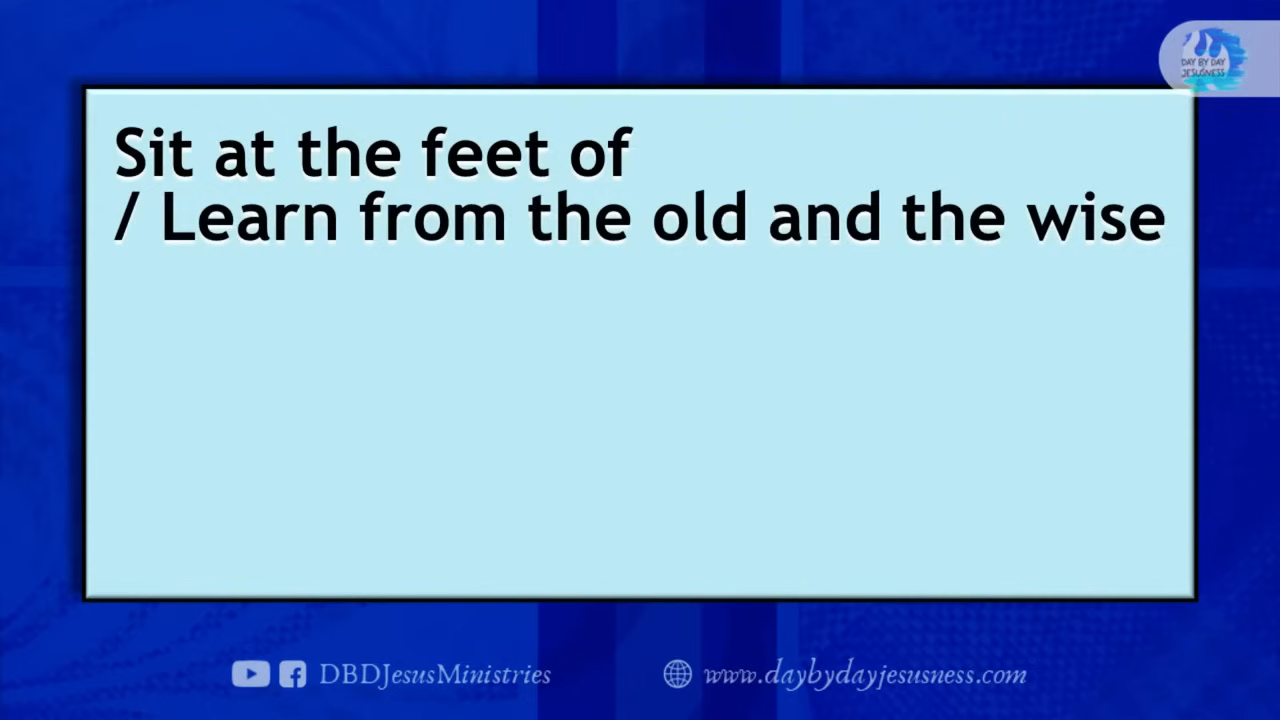 DAY BY DAY
JESUSNESS
Sit at the feet of
/ Learn from the old and the wise
DBDJesusMinistries
www.daybydayjesusness.com